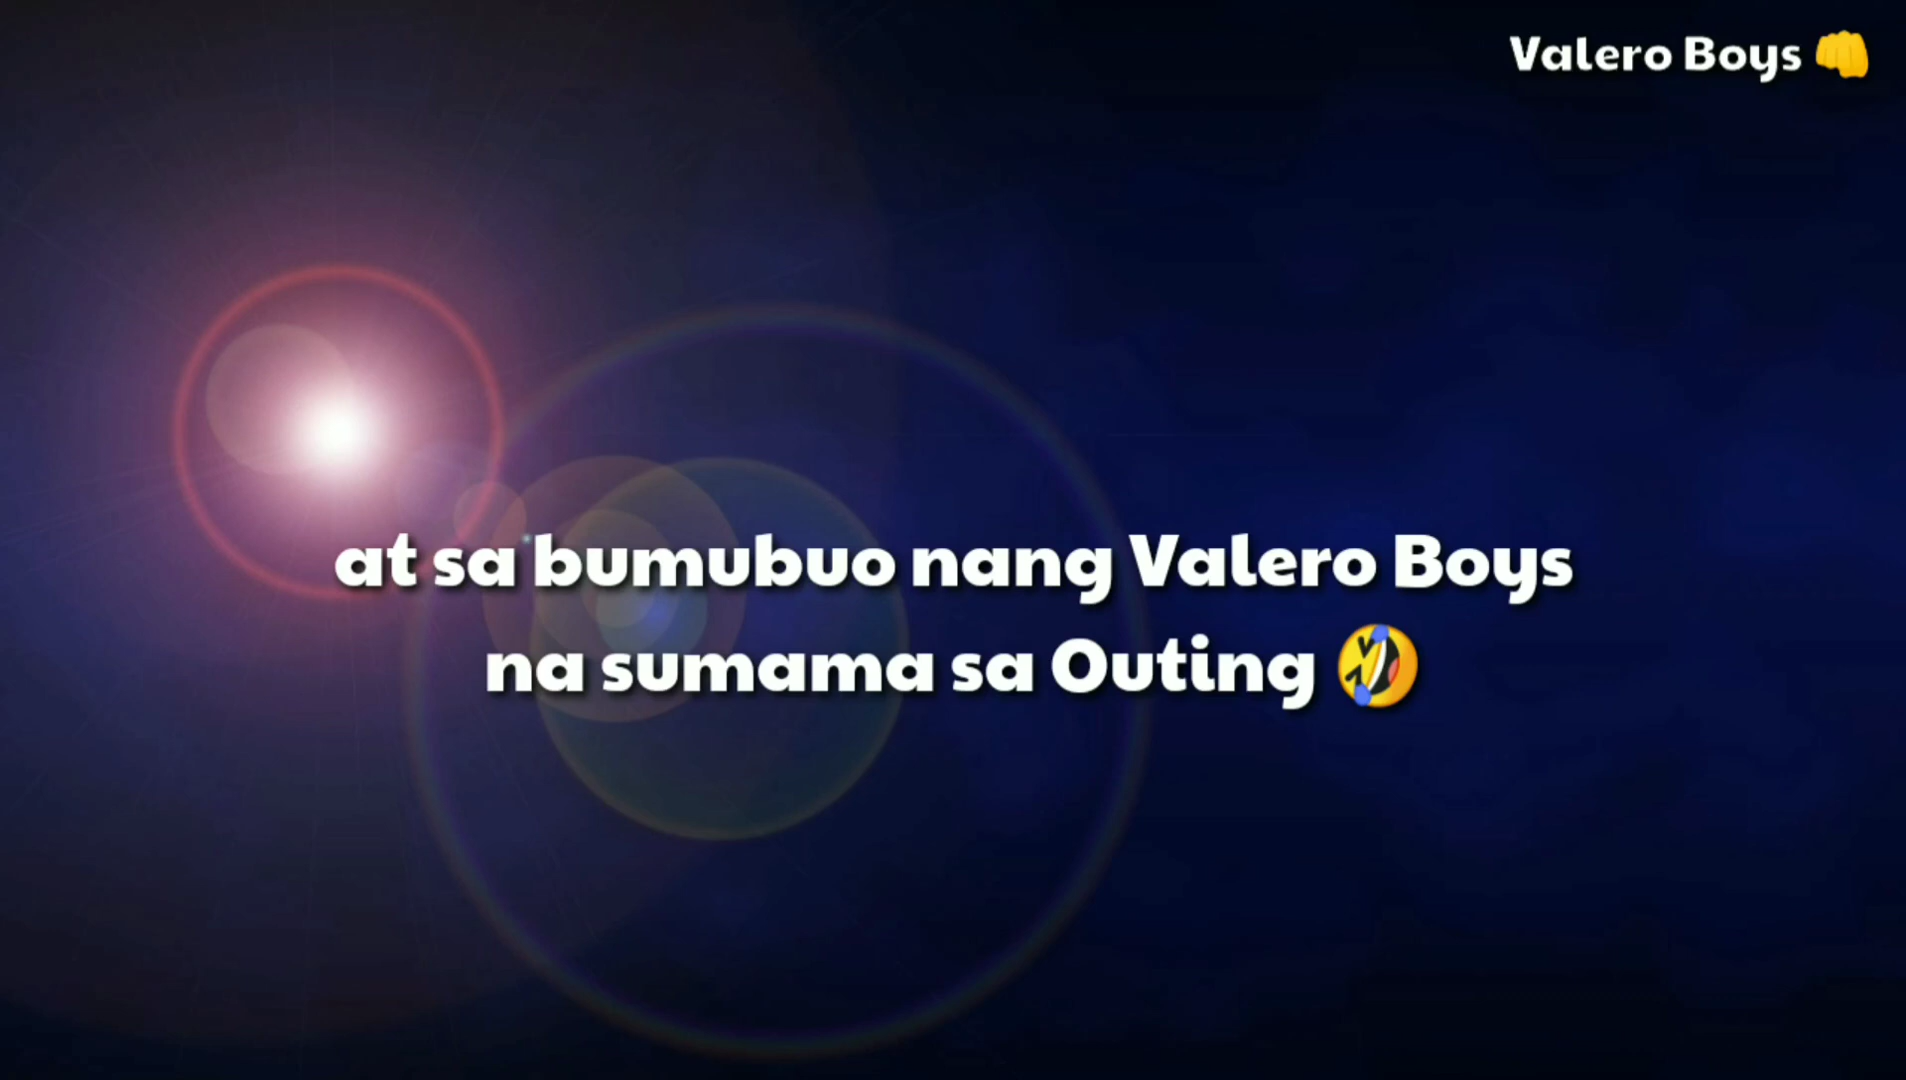 Valero Boys 👊
at sa bumubuo nang Valero Boys
na sumama sa Outing 🤣